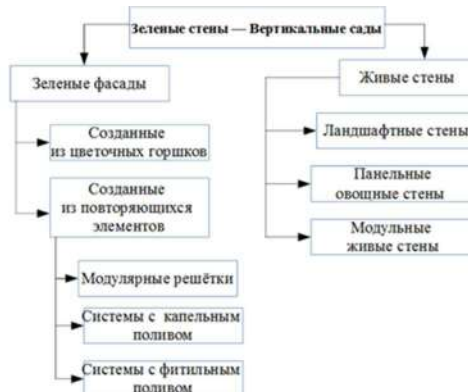 Зеленые стены — Вертикальные сады
Зеленые фасады
Созданные
из цветочных горшков
Созданные
из повторяющихся
элементов
Модулярные решётки
Системы с капельным
поливом
Системы с фитильным
поливом
Живые стены
Ландшафтные стены
Панельные
овощные стены
Модульные
живые стены